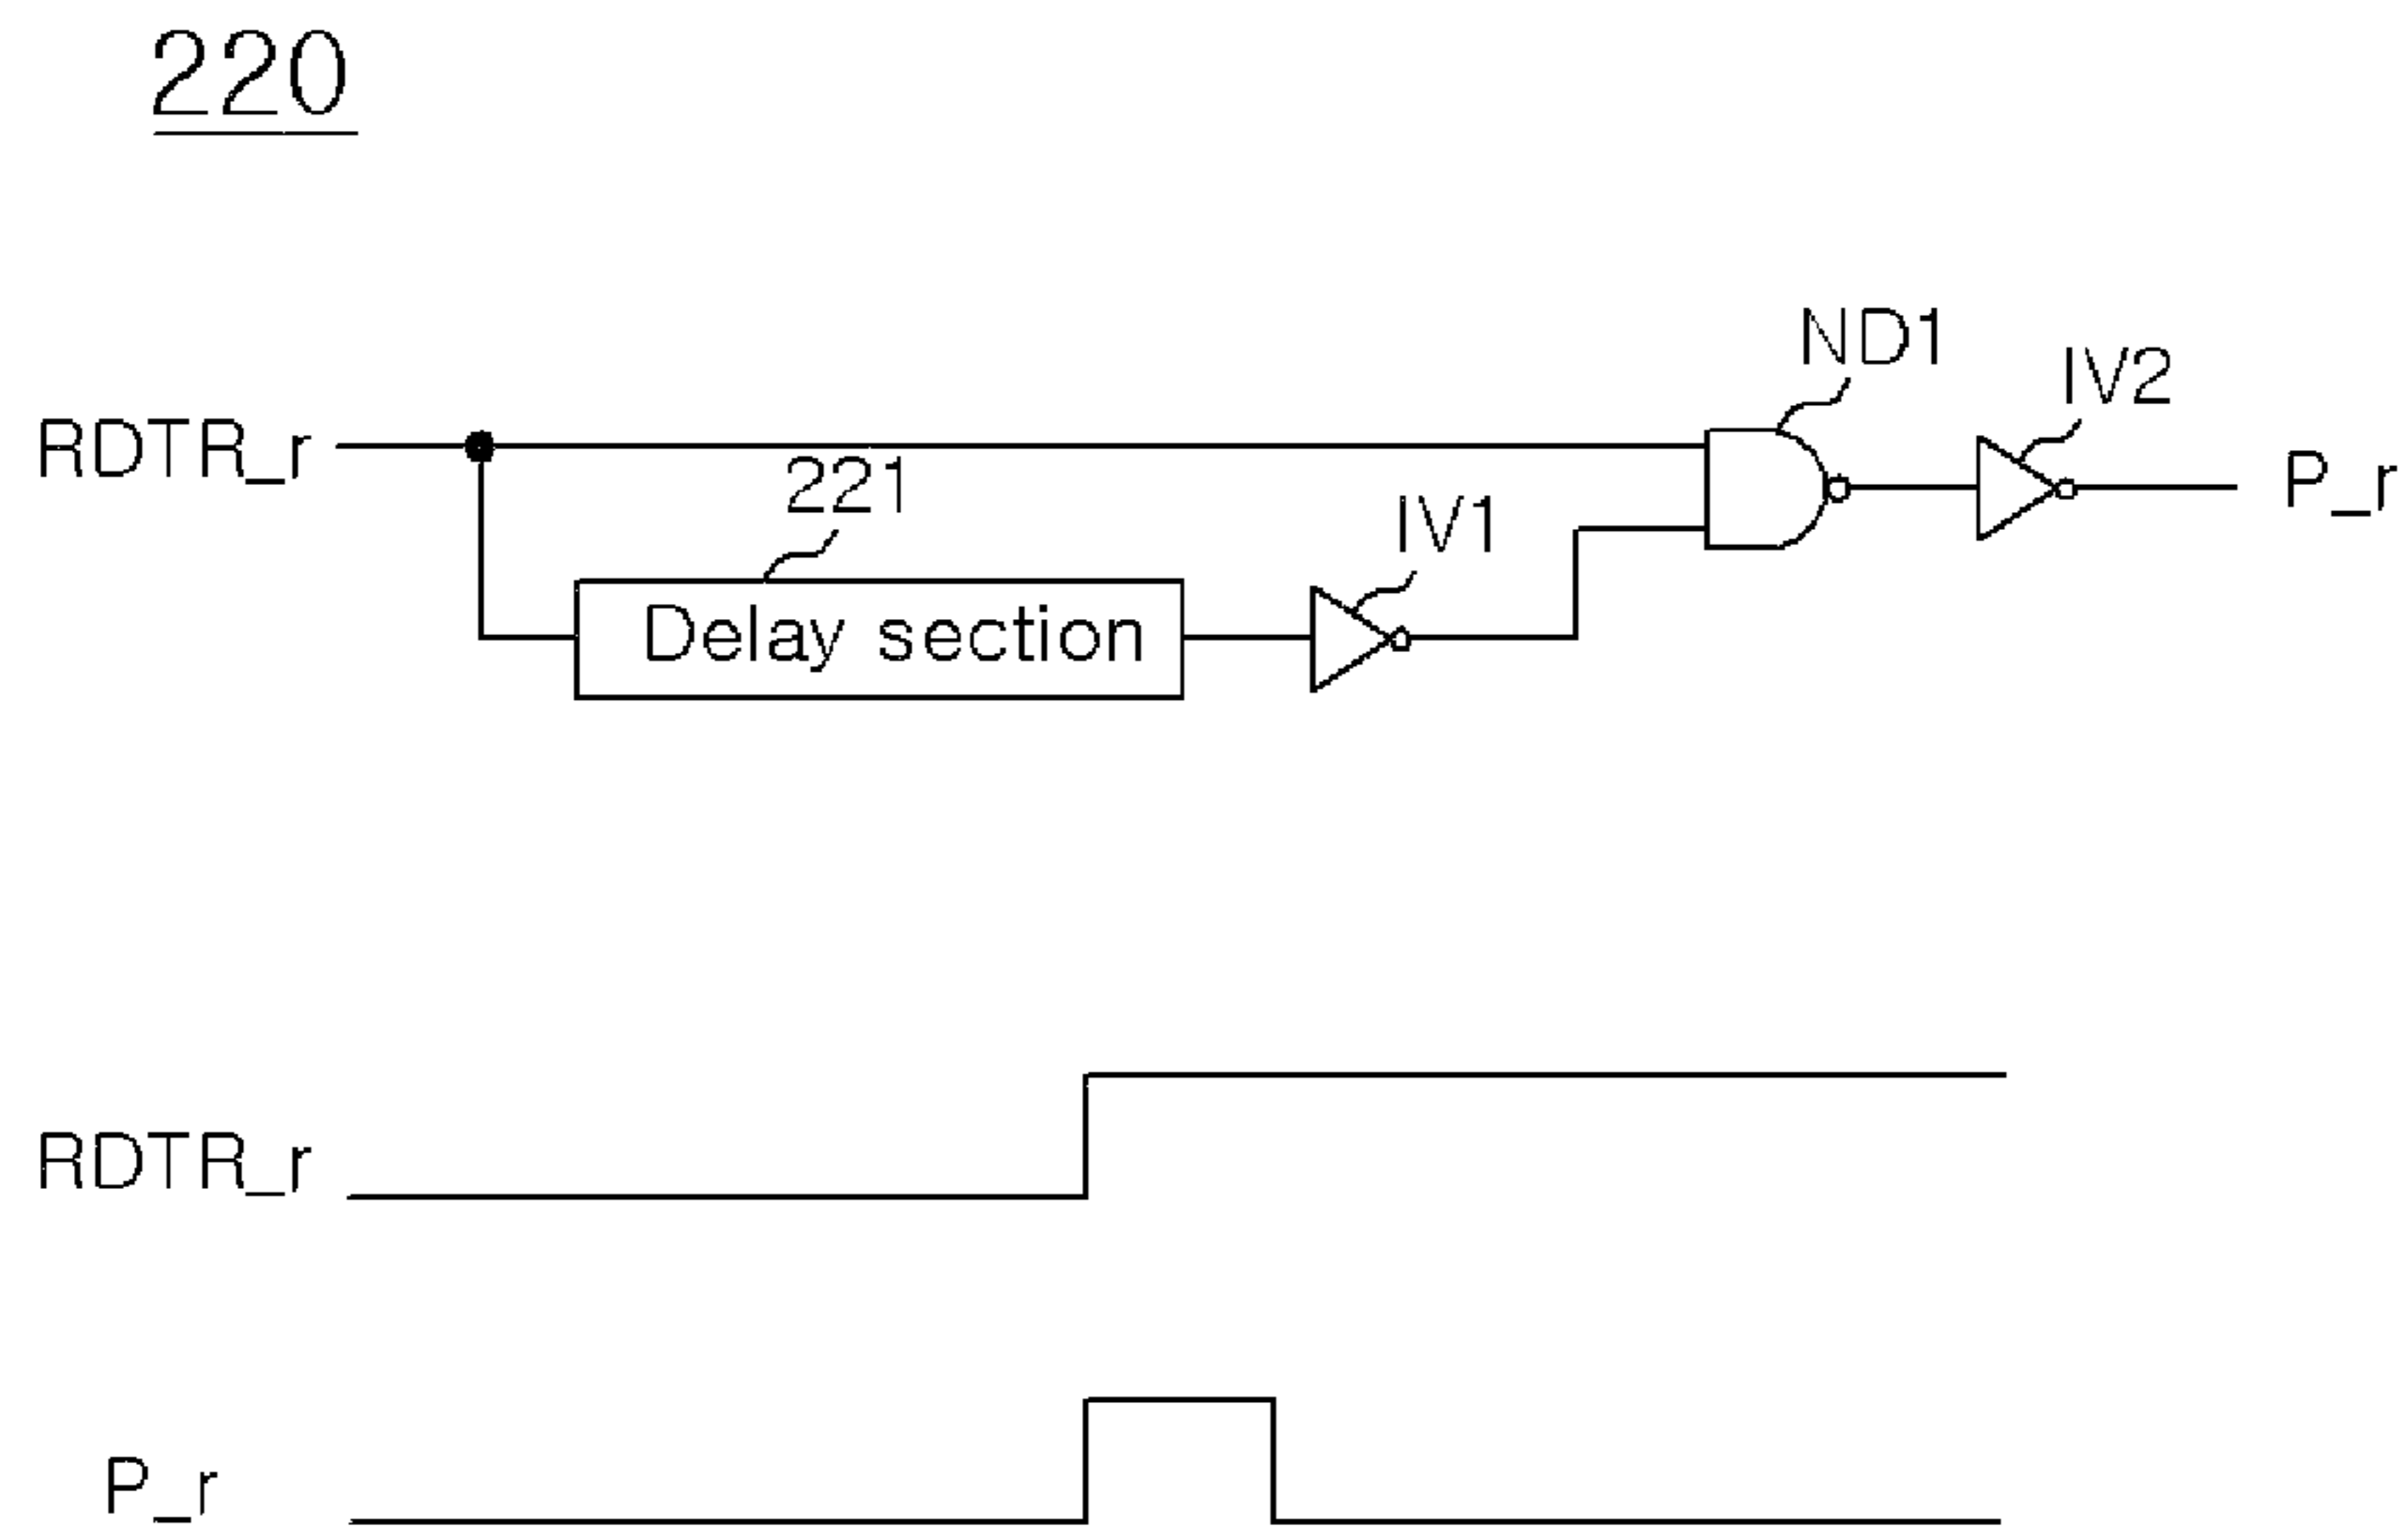 220
ND1
IV2
RDTR_r
221
IV1
P_r
Delay section
RDTR_r
P_r